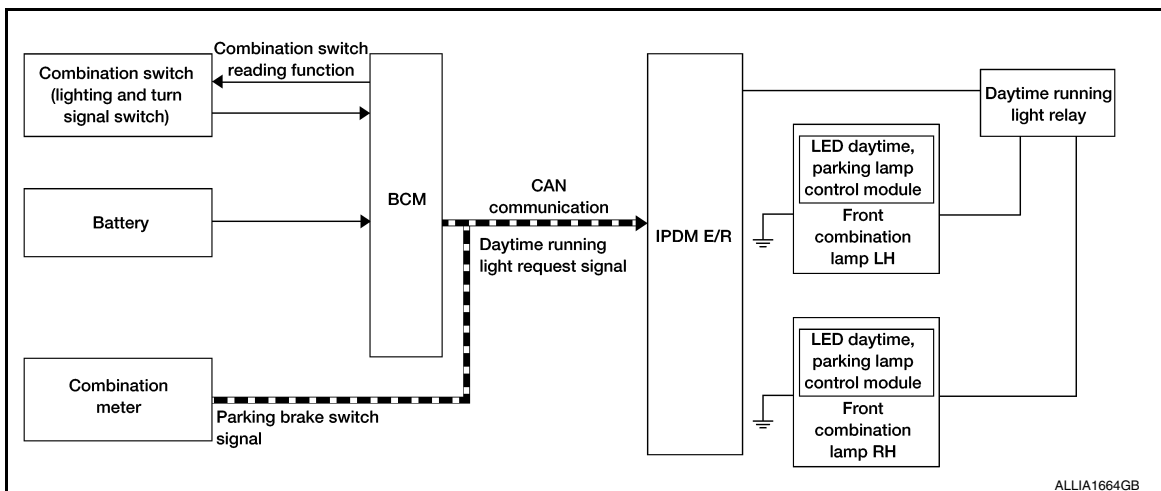 Combination switch
reading function
Combination switch
(lighting and turn
signal switch)
Battery
Combination
meter
BCM
CAN
communication
Daytime running
light request signal
Parking brake switch
signal
IPDM E/R
Daytime running
light relay
LED daytime,
parking lamp
control module
Front
combination
lamp LH
LED daytime,
parking lamp
control module
Front
combination
lamp RH
ALLIA1664GB